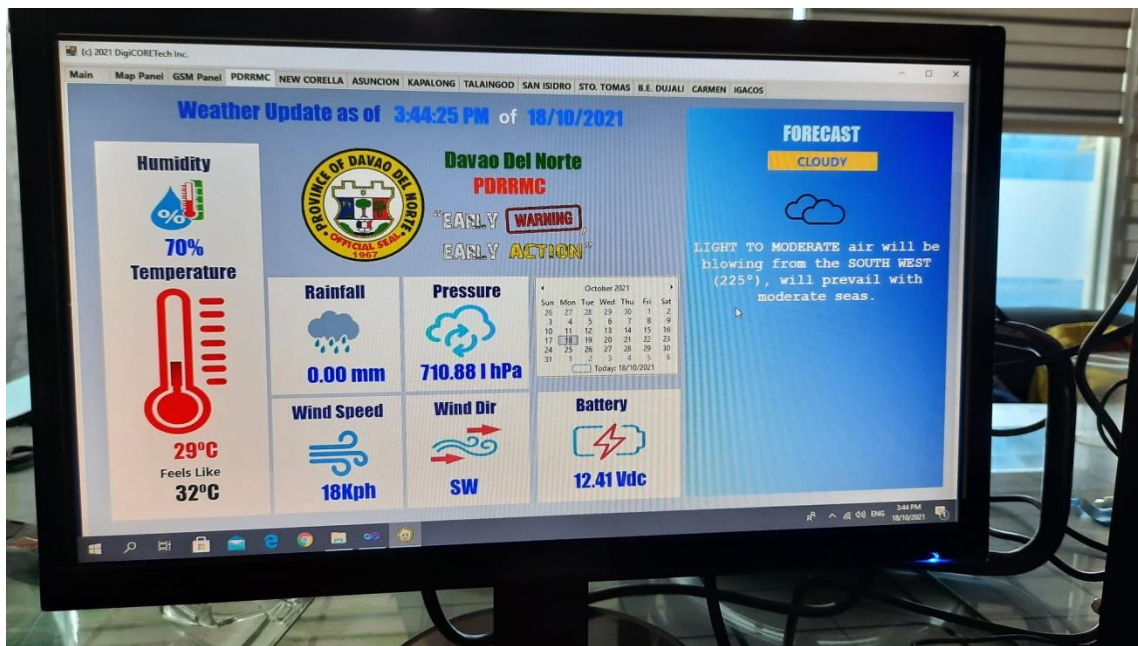 (c) 2021 DigiCORETech Inc.
Main Map Panel GSM Panel PDRRMC NEW CORELLA ASUNCION KAPALONG TALAINGOD SAN ISIDRO STO. TOMAS B.E. DUJALI CARMEN IGACOS
Weather Update as of 3:44:25 PM of 18/10/2021
Humidity
%
70%
Temperature
29ºC
Feels Like
32ºC
PROVINCE OF DAVAO DEL NORTE
OFFICIAL SEAL
1967
Davao Del Norte
PDRRMC
"EARLY WARNING,
EARLY ACTION"
Rainfall
0.00 mm
Pressure
710.88 l hPa
October 2021
Sun Mon Tue Wed Thu Fri Sat
26 27 28 29 30 1 2
3 4 5 6 7 8 9
10 11 12 13 14 15 16
17 18 19 20 21 22 23
24 25 26 27 28 29 30
31 1 2 3 4 5 6
Today: 18/10/2021
Wind Speed
18Kph
Wind Dir
SW
Battery
12.41 Vdc
FORECAST
CLOUDY
LIGHT TO MODERATE air will be
blowing from the SOUTH WEST
(225°), will prevail with
moderate seas.
ENG
3:44 PM
18/10/2021